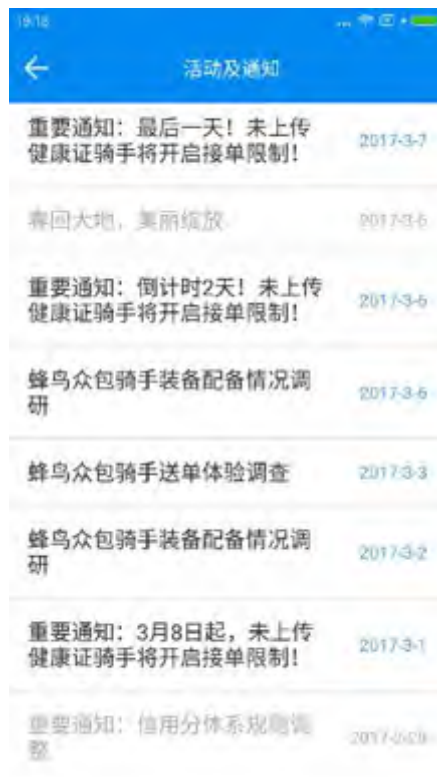 19:18
活动及通知
重要通知：最后一天！未上传
健康证骑手将开启接单限制！
2017-3-7
春回大地，美丽绽放
2017-3-6
重要通知：倒计时2天！未上传
健康证骑手将开启接单限制！
2017-3-6
蜂鸟众包骑手装备配备情况调
研
2017-3-6
蜂鸟众包骑手送单体验调查
2017-3-3
蜂鸟众包骑手装备配备情况调
研
2017-3-2
重要通知：3月8日起，未上传
健康证骑手将开启接单限制！
2017-3-1
重要通知：信用分体系规则调
整